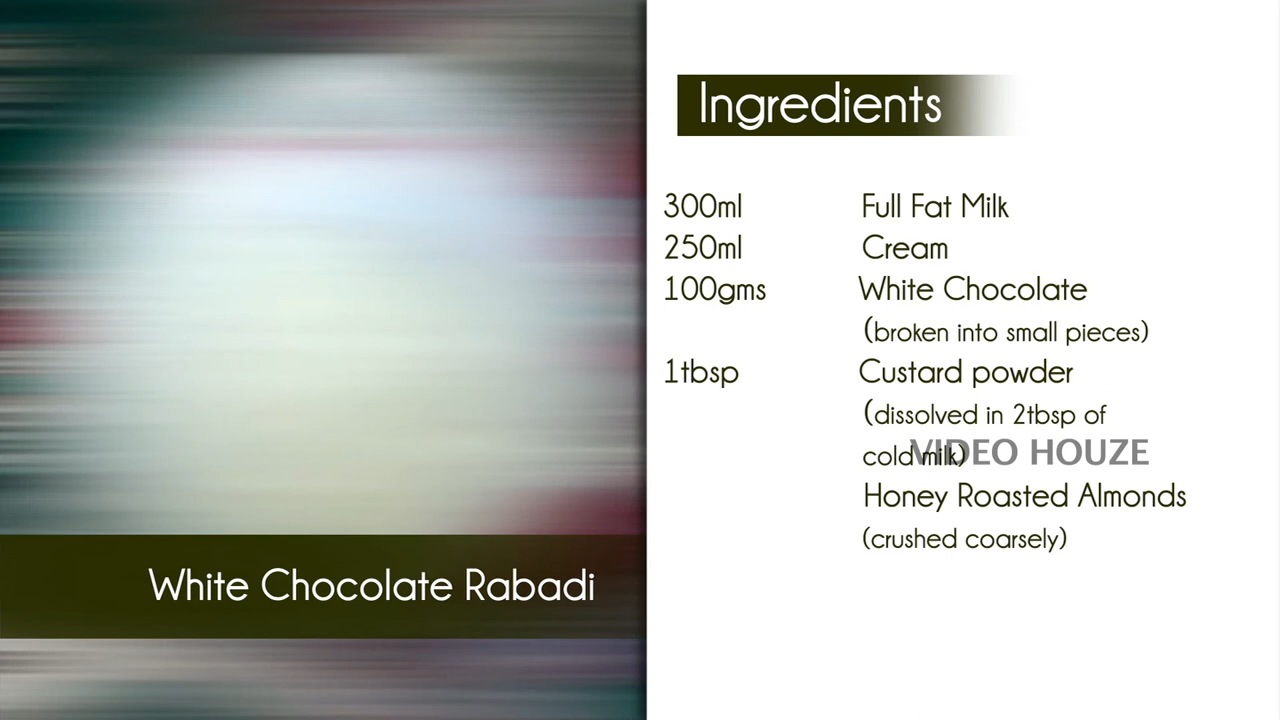 Ingredients
300ml Full Fat Milk
250ml Cream
100gms White Chocolate
(broken into small pieces)
1tbsp Custard powder
(dissolved in 2tbsp of
cold milk)
VIDEO HOUZE
Honey Roasted Almonds
(crushed coarsely)
White Chocolate Rabadi